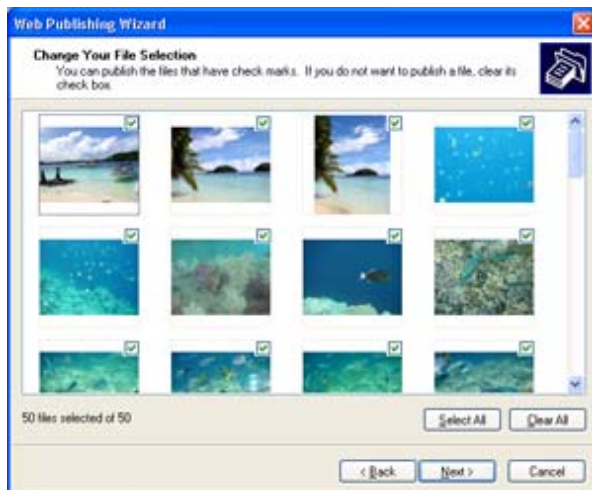 Web Publishing Wizard
Change Your File Selection
You can publish the files that have check marks. If you do not want to publish a file, clear its
check box.
50 files selected of 50
Select All
Clear All
< Back
Next >
Cancel